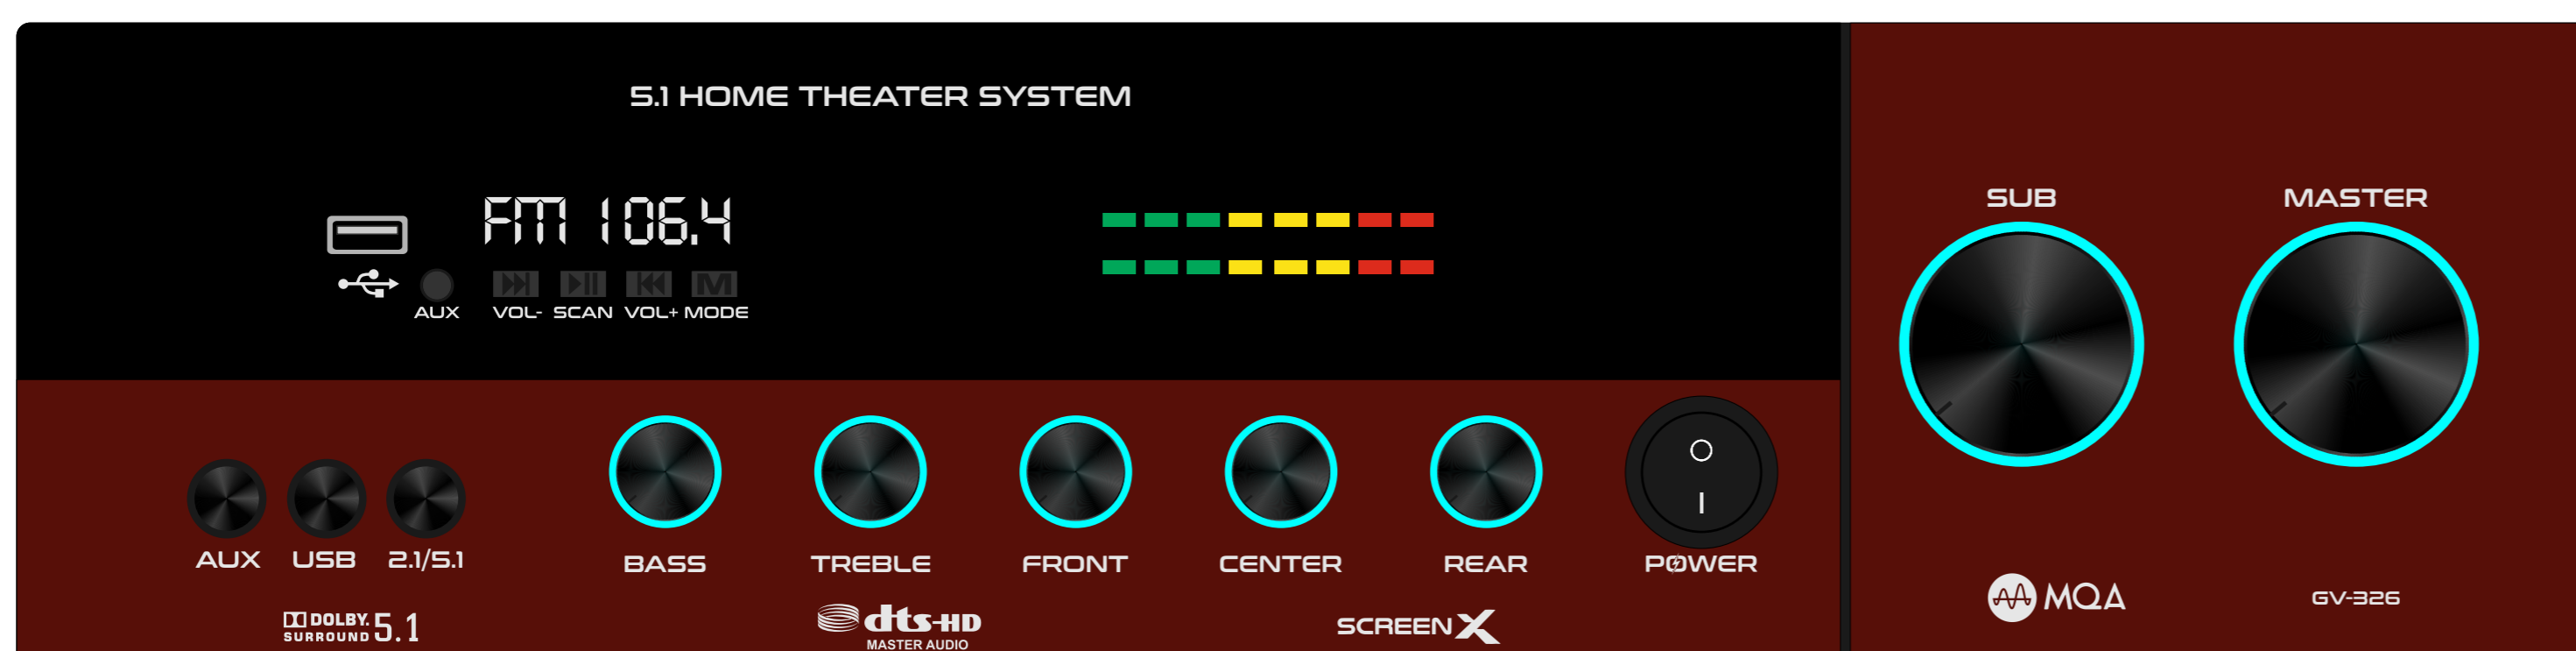 5.1 HOME THEATER SYSTEM
FM 106.4
AUX VOL- SCAN VOL+ MODE
M
SUB MASTER
AUX USB 2.1/5.1
BASS TREBLE FRONT CENTER REAR POWER
DOLBY.
SURROUND 5.1
dts-HD
MASTER AUDIO
SCREENX
MQA
GV-326